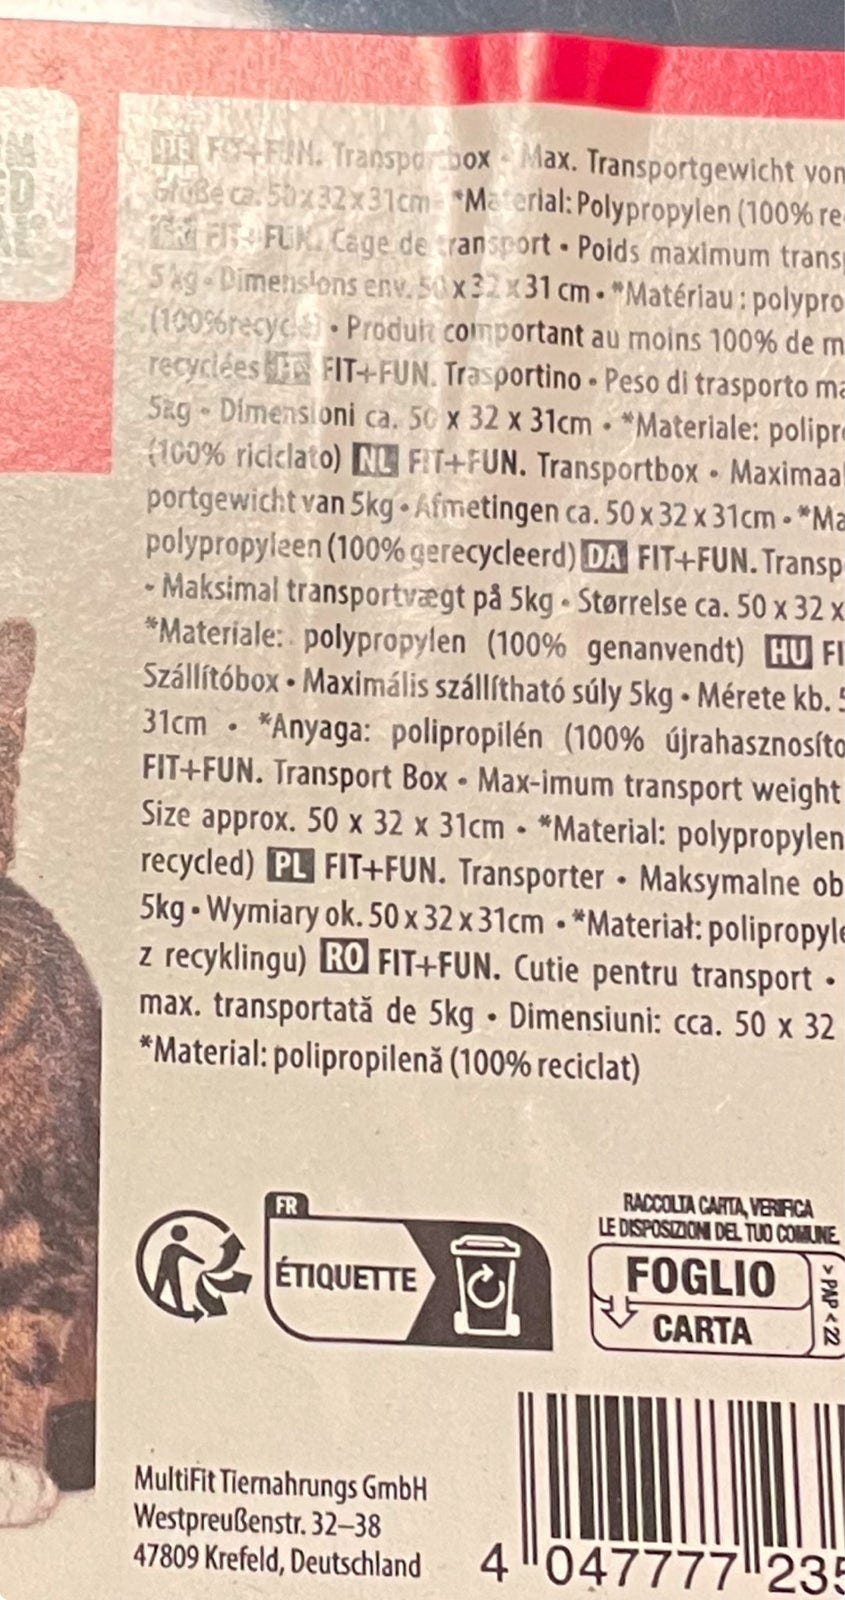 DE FIT+FUN. Transportbox • Max. Transportgewicht von
Größe ca. 50x32x31cm • *Material: Polypropylen (100% re
FR FIT+FUN. Cage de transport • Poids maximum trans
5 kg • Dimensions env. 50 x 32 x 31 cm • *Matériau : polypro
(100%recyclé) • Produit comportant au moins 100% de m
recyclées FIT+FUN. Trasportino • Peso di trasporto ma
5kg • Dimensioni ca. 50 x 32 x 31cm • *Materiale: polipr
(100% riciclato) NL FIT+FUN. Transportbox • Maximaal
portgewicht van 5kg • Afmetingen ca. 50 x 32 x 31cm • *Ma
polypropyleen (100% gerecycleerd) DA FIT+FUN. Transp
• Maksimal transportvægt på 5kg • Størrelse ca. 50 x 32 x
*Materiale: polypropylen (100% genanvendt) HU FI
Szállítóbox • Maximális szállítható súly 5kg • Mérete kb. 5
31cm • *Anyaga: polipropilén (100% újrahasznosíto
FIT+FUN. Transport Box • Max-imum transport weight
Size approx. 50 x 32 x 31cm • *Material: polypropylen
recycled) PL FIT+FUN. Transporter • Maksymalne ob
5kg • Wymiary ok. 50 x 32 x 31cm • *Materiał: polipropyle
z recyklingu) RO FIT+FUN. Cutie pentru transport •
max. transportată de 5kg • Dimensiuni: cca. 50 x 32
*Material: polipropilenă (100% reciclat)
FR
ÉTIQUETTE
RACCOLTA CARTA, VERIFICA
LE DISPOSIZIONI DEL TUO COMUNE.
FOGLIO
CARTA
> PAP < 22
MultiFit Tiernahrungs GmbH
Westpreußenstr. 32–38
47809 Krefeld, Deutschland
4 047777 235